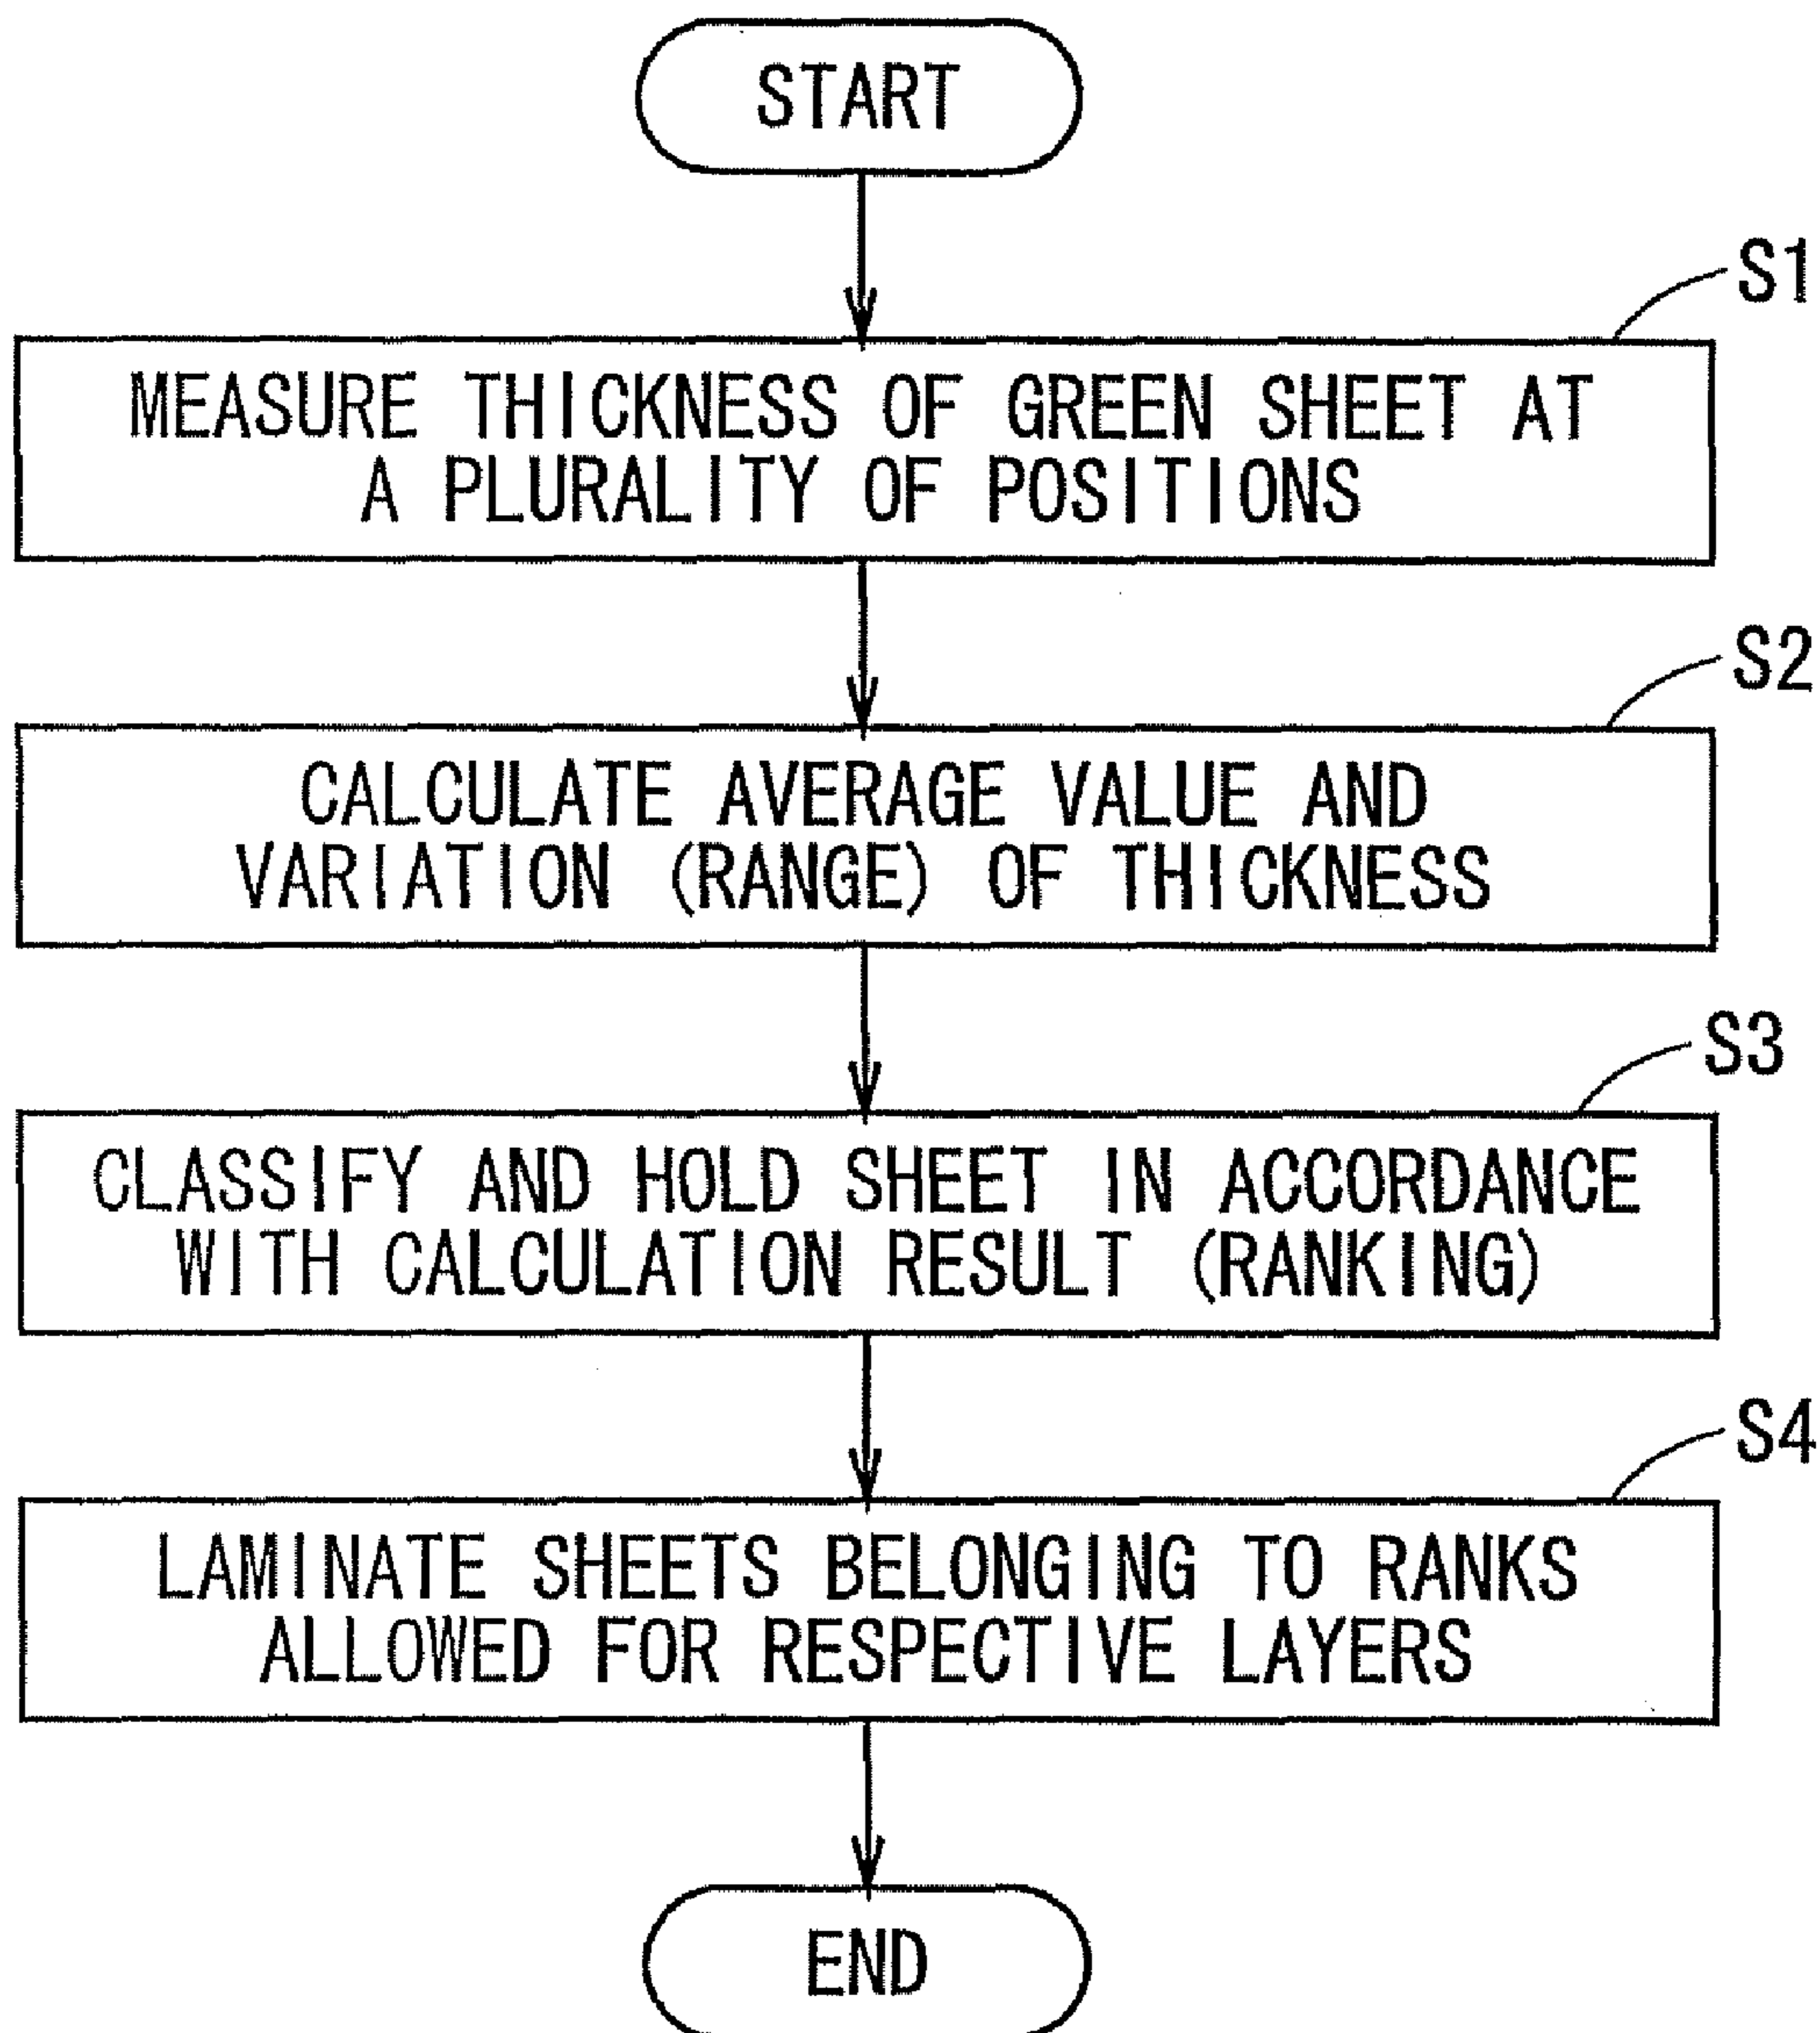 START
S1
MEASURE THICKNESS OF GREEN SHEET AT
A PLURALITY OF POSITIONS
S2
CALCULATE AVERAGE VALUE AND
VARIATION (RANGE) OF THICKNESS
S3
CLASSIFY AND HOLD SHEET IN ACCORDANCE
WITH CALCULATION RESULT (RANKING)
S4
LAMINATE SHEETS BELONGING TO RANKS
ALLOWED FOR RESPECTIVE LAYERS
END